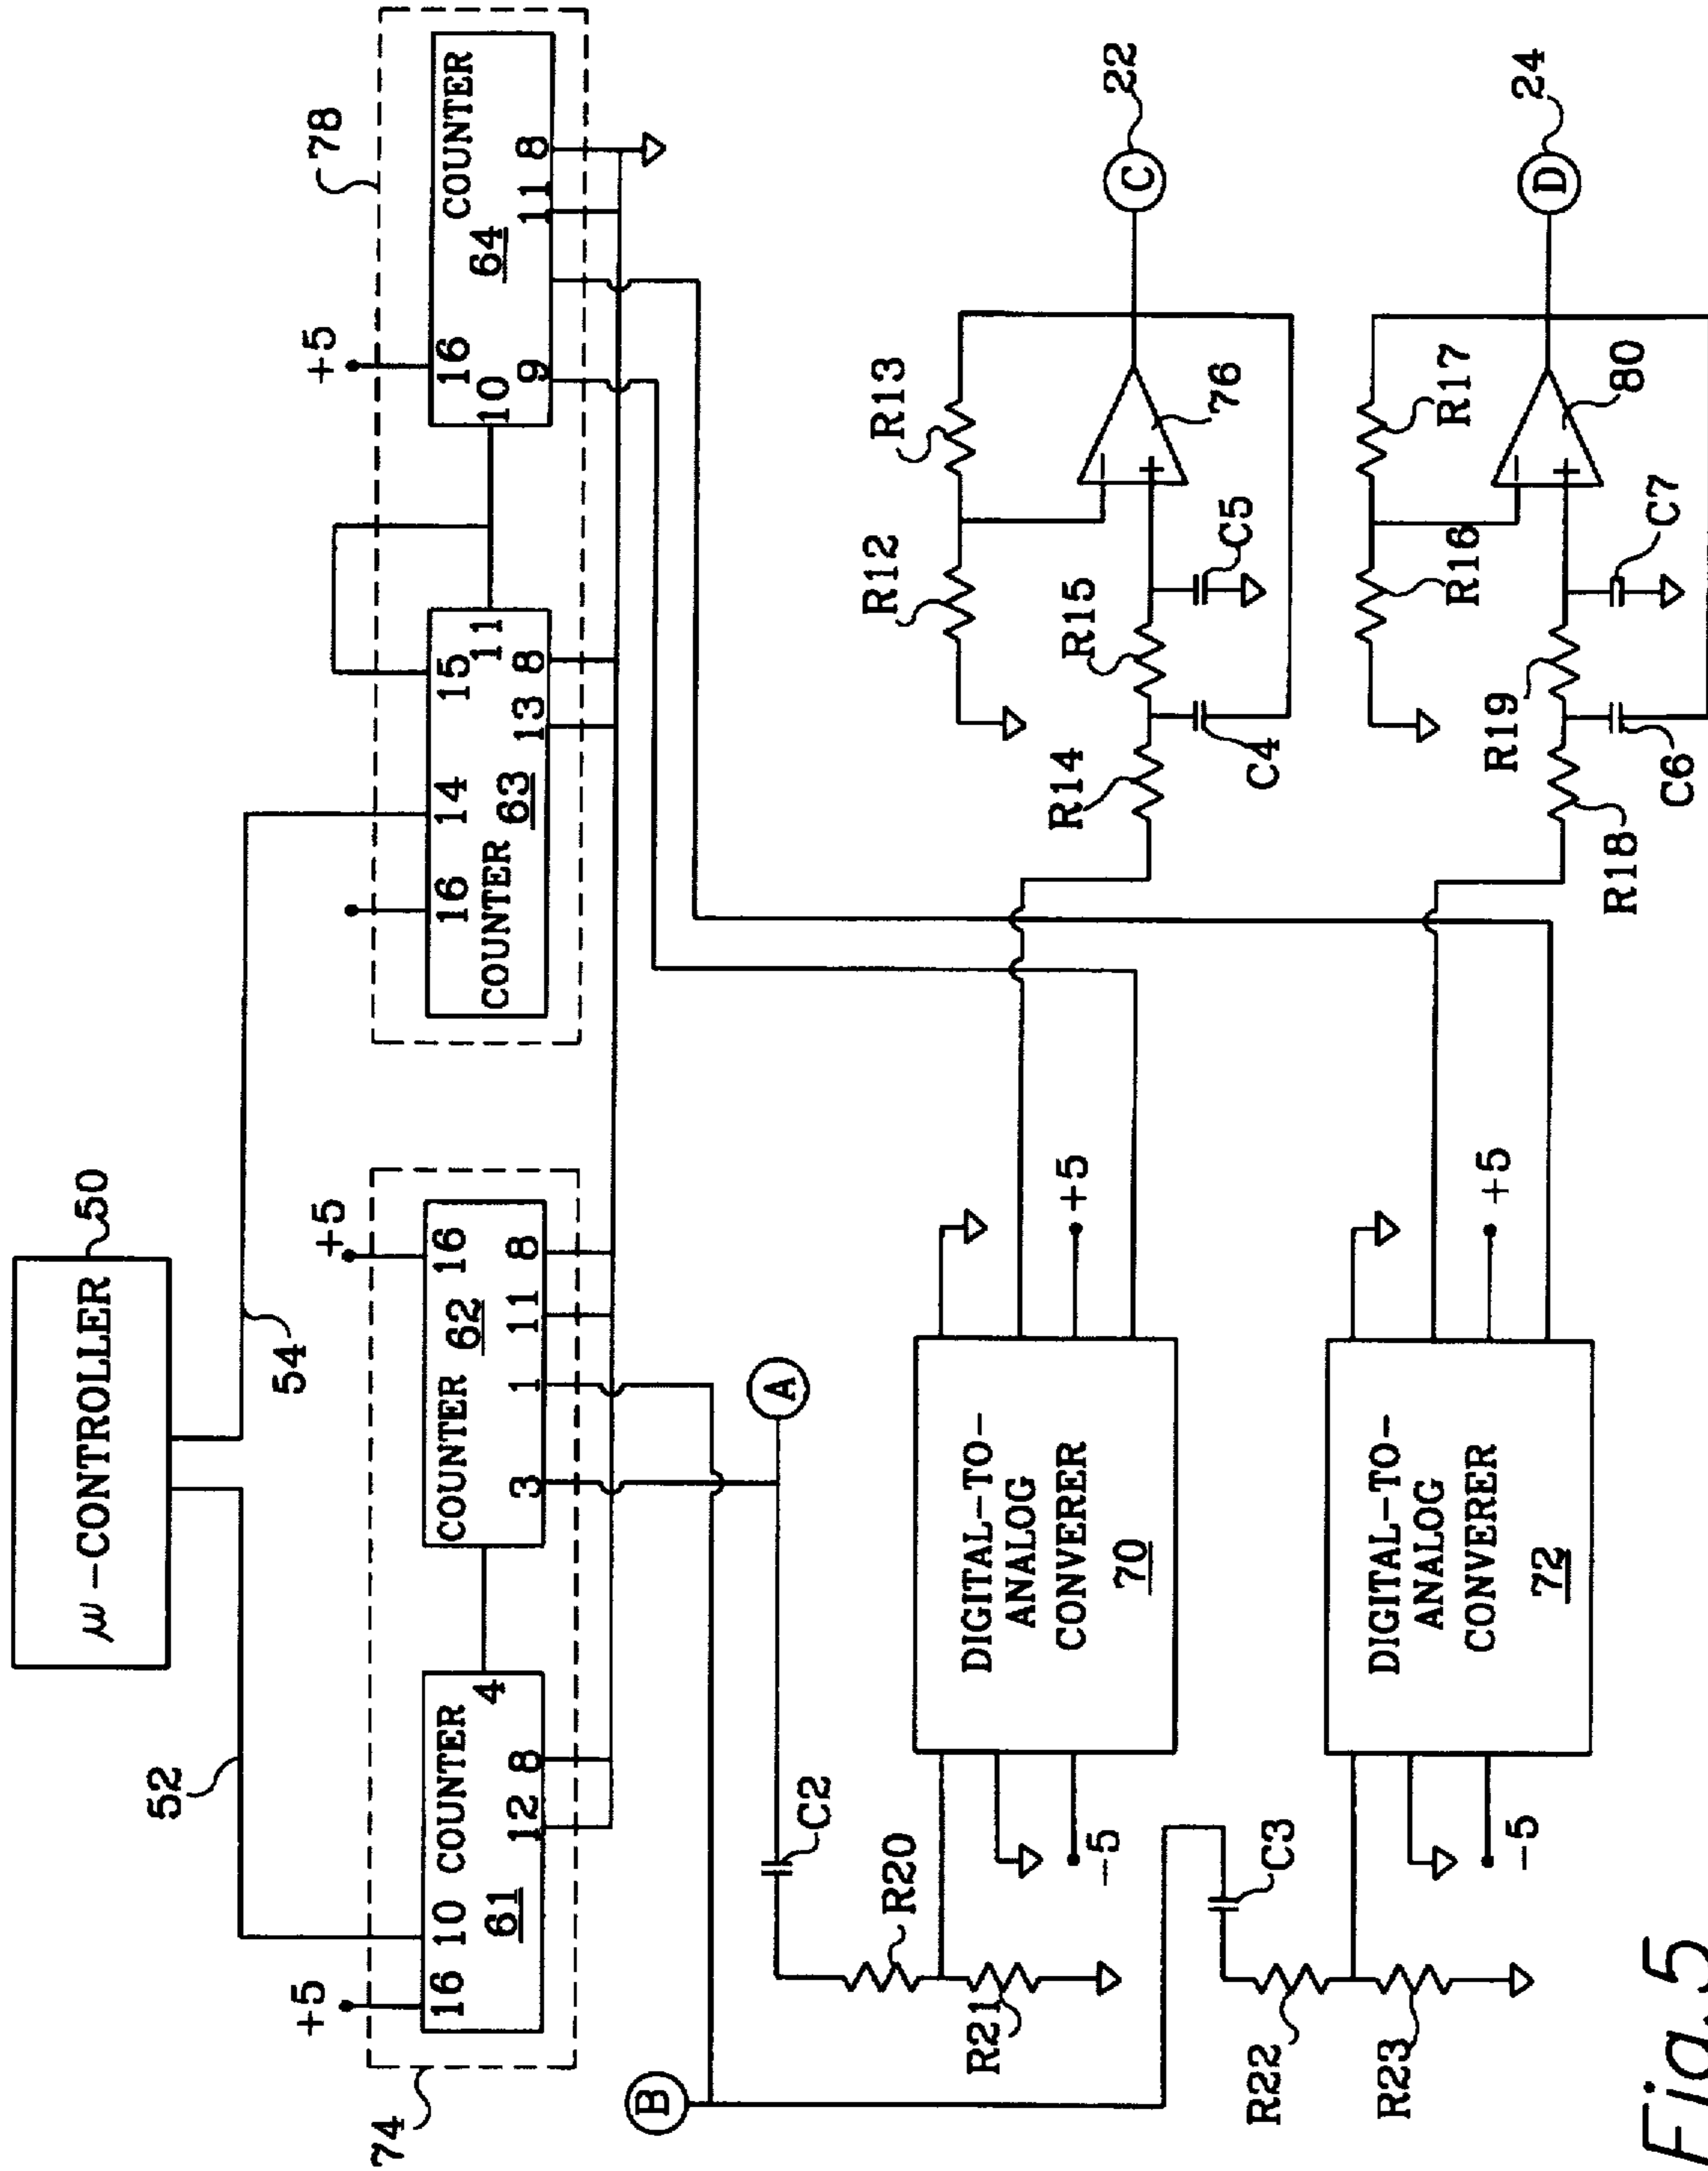 μ-CONTROLLER
50
52
54
74
+5
16 10 COUNTER 4
61
12 8
+5
COUNTER 62 16
3 1 11 8
78
16 14 15
COUNTER 63 11
13 8
+5
16 COUNTER
10 64
9 1 11 8
B
A
C2
R20
R21
-5
DIGITAL-TO-
ANALOG
CONVERER
70
+5
R12
R13
R14
R15
C4
C5
76
C
22
C3
R22
R23
-5
DIGITAL-TO-
ANALOG
CONVERER
72
+5
R16
R17
R18
R19
C6
C7
80
D
24
Fig.5